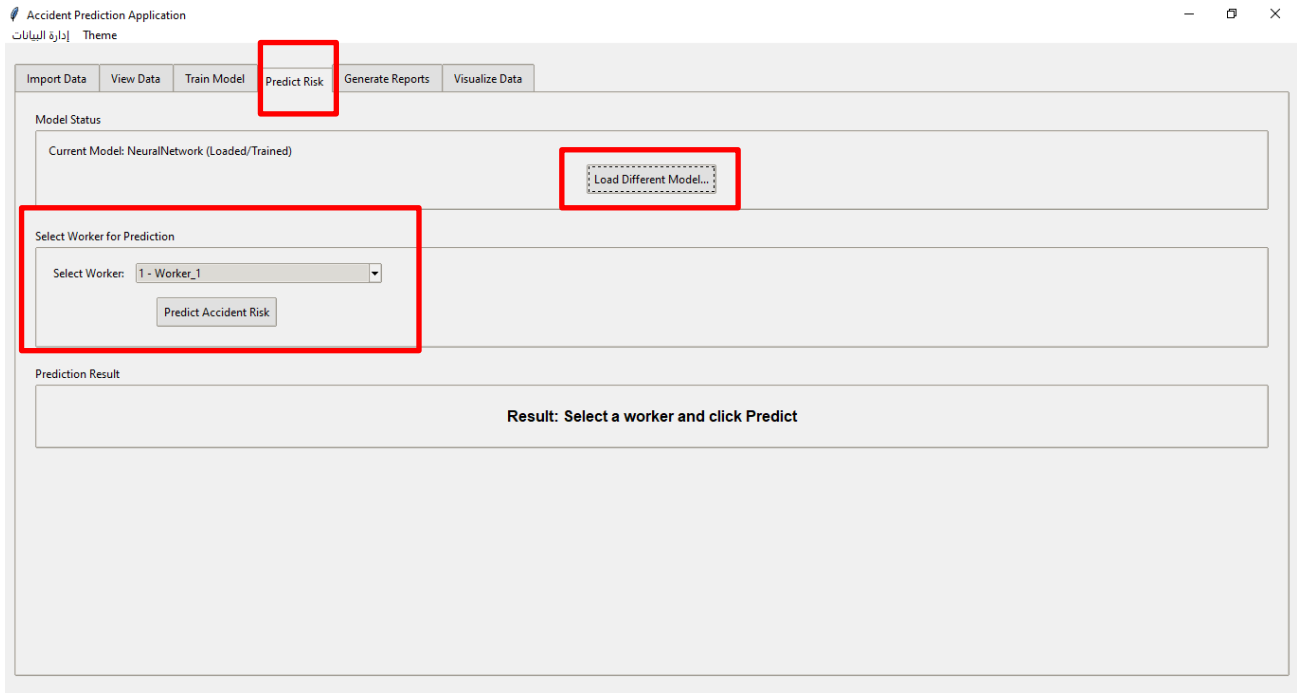 Accident Prediction Application
إدارة البيانات Theme
Import Data View Data Train Model Predict Risk Generate Reports Visualize Data
Model Status
Current Model: NeuralNetwork (Loaded/Trained)
Load Different Model...
Select Worker for Prediction
Select Worker: 1 - Worker_1
Predict Accident Risk
Prediction Result
Result: Select a worker and click Predict